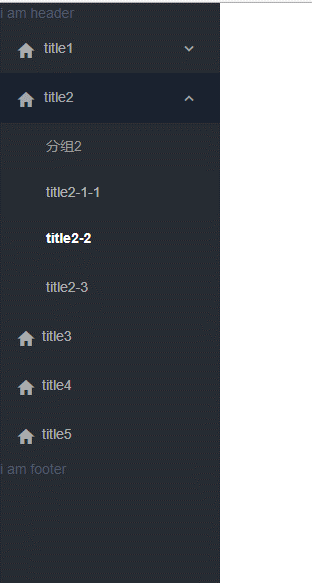 i am header
title1
title2
分组2
title2-1-1
title2-2
title2-3
title3
title4
title5
i am footer